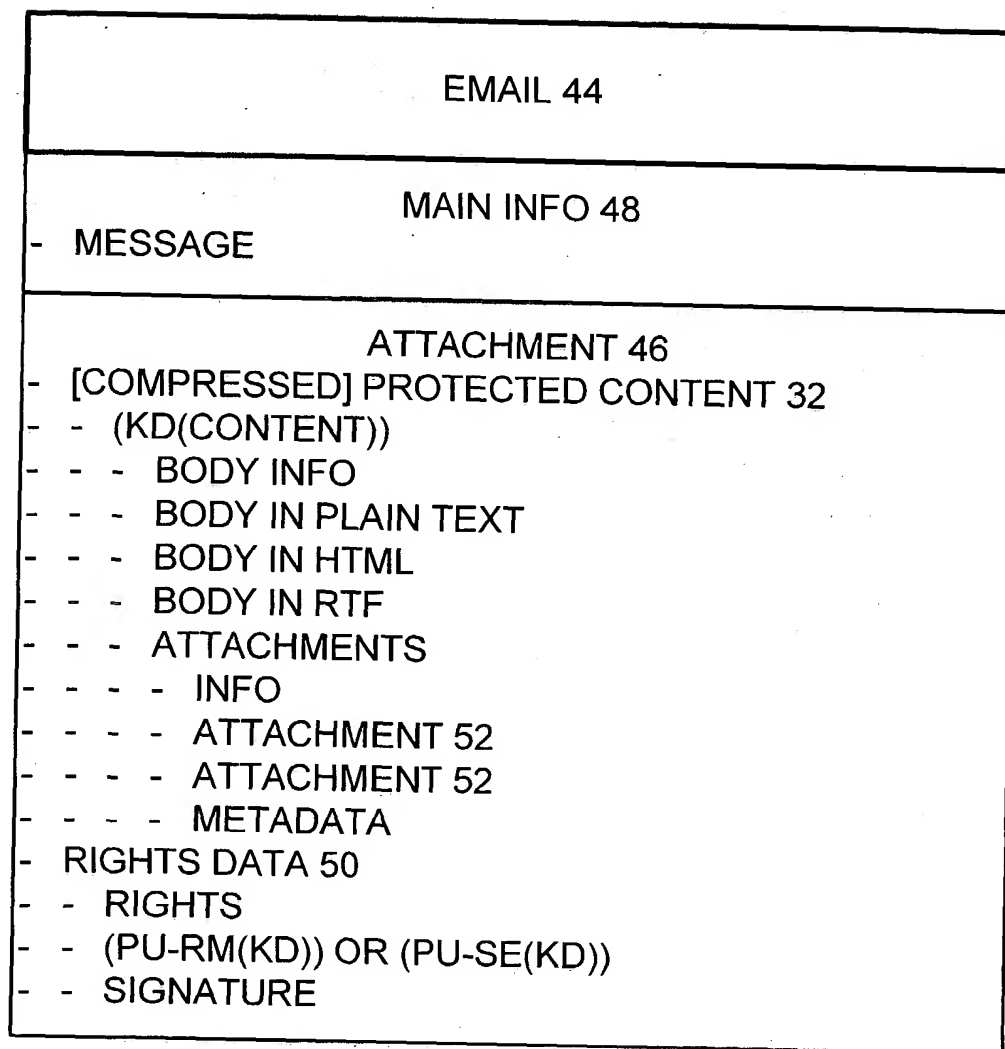 EMAIL 44
MAIN INFO 48
- MESSAGE
ATTACHMENT 46
- [COMPRESSED] PROTECTED CONTENT 32
- - (KD(CONTENT))
- - - BODY INFO
- - - BODY IN PLAIN TEXT
- - - BODY IN HTML
- - - BODY IN RTF
- - - ATTACHMENTS
- - - - INFO
- - - - ATTACHMENT 52
- - - - ATTACHMENT 52
- - - - METADATA
- RIGHTS DATA 50
- - RIGHTS
- - (PU-RM(KD)) OR (PU-SE(KD))
- - SIGNATURE